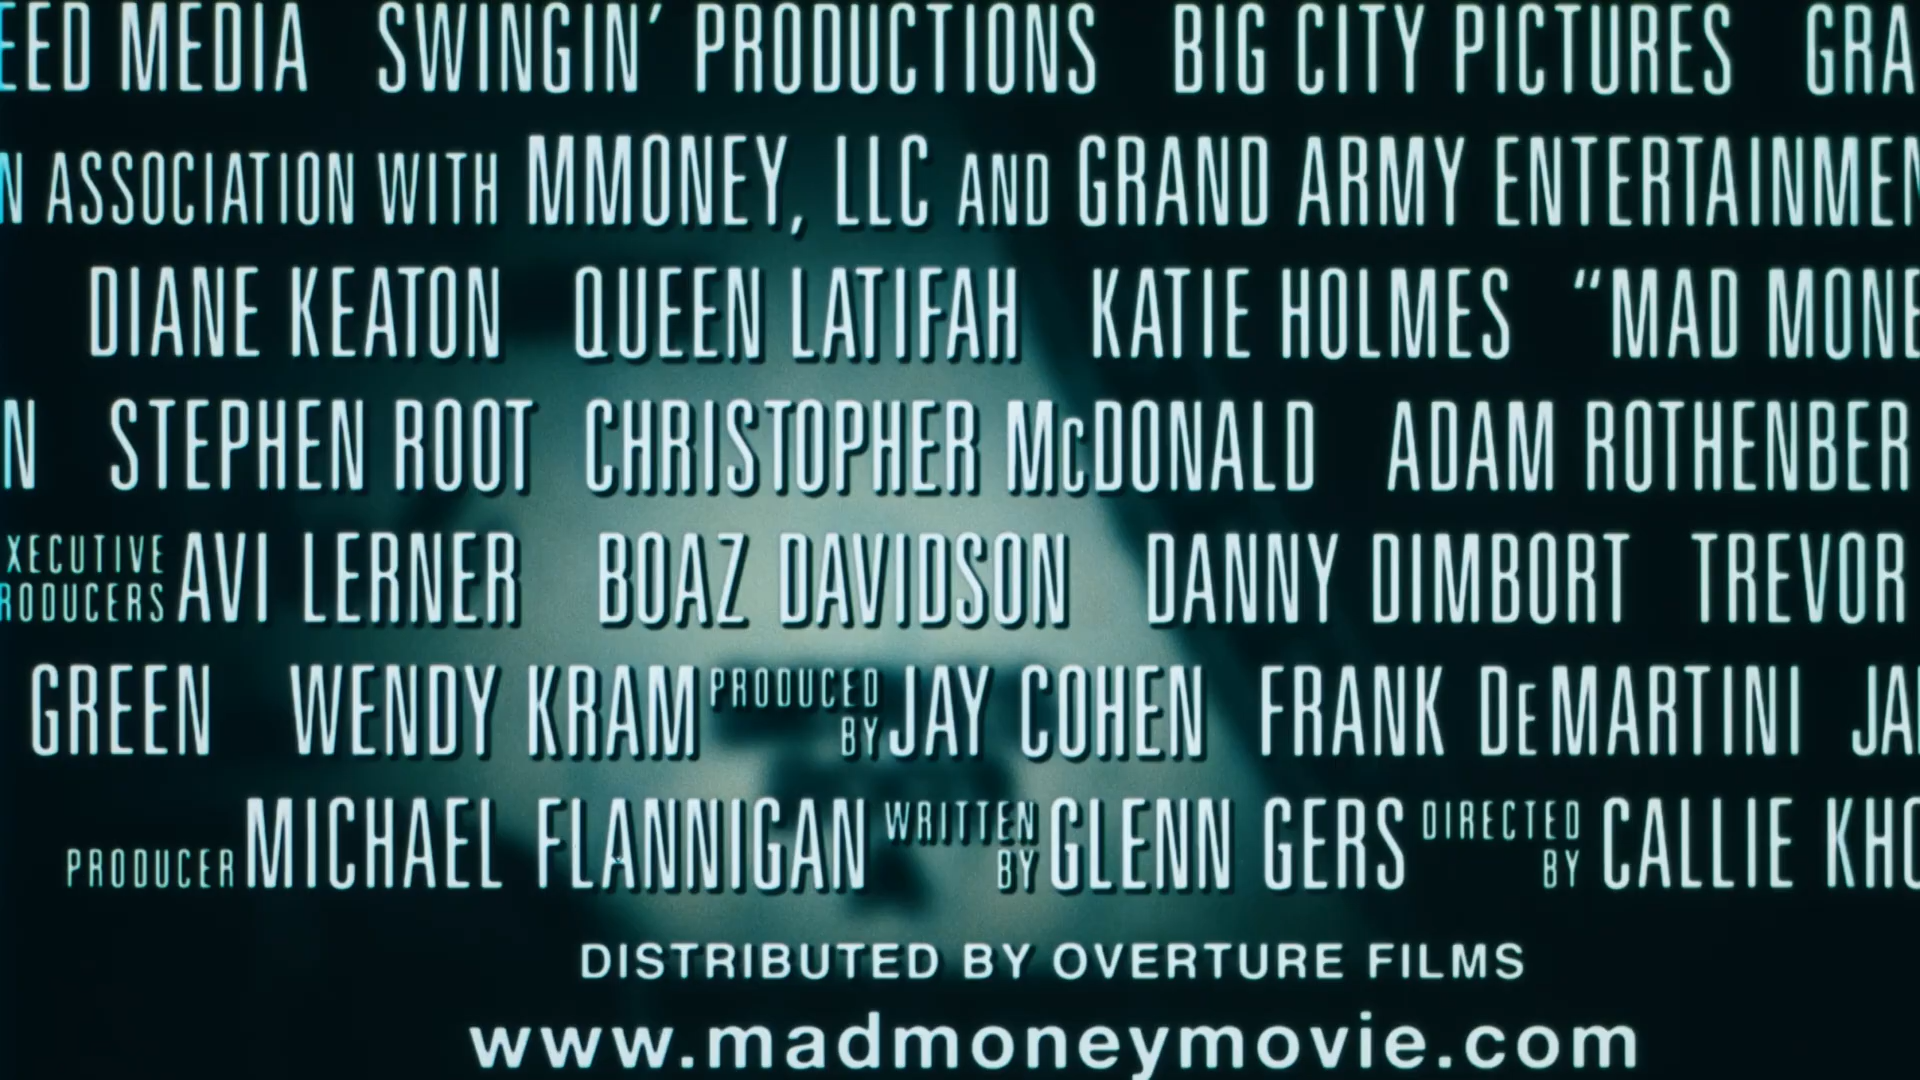 EED MEDIA SWINGIN' PRODUCTIONS BIG CITY PICTURES GRA
N ASSOCIATION WITH MMONEY, LLC AND GRAND ARMY ENTERTAINMEN
DIANE KEATON QUEEN LATIFAH KATIE HOLMES “MAD MONE
N STEPHEN ROOT CHRISTOPHER McDONALD ADAM ROTHENBER
XECUTIVE RODUCERS AVI LERNER BOAZ DAVIDSON DANNY DIMBORT TREVOR
GREEN WENDY KRAM PRODUCED BY JAY COHEN FRANK DeMARTINI JA
PRODUCER MICHAEL FLANNIGAN WRITTEN BY GLENN GERS DIRECTED BY CALLIE KHO
DISTRIBUTED BY OVERTURE FILMS
www.madmoneymovie.com